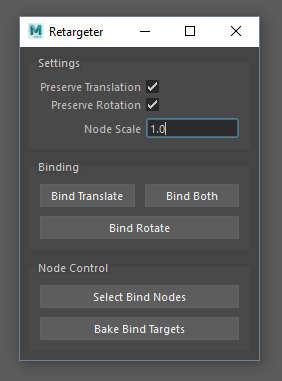 M Retargeter
Settings
Preserve Translation
Preserve Rotation
Node Scale 1.0
Binding
Bind Translate Bind Both
Bind Rotate
Node Control
Select Bind Nodes
Bake Bind Targets